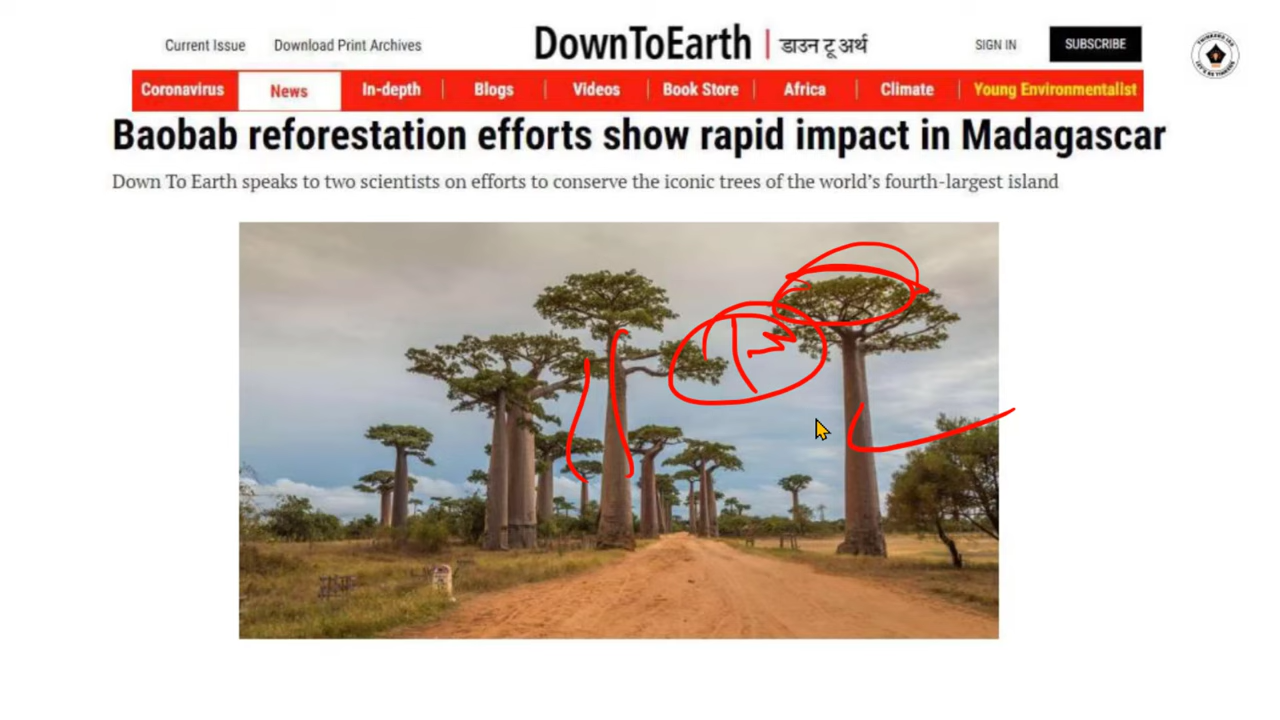 Current Issue Download Print Archives DownToEarth | डाउन टू अर्थ SIGN IN SUBSCRIBE
Coronavirus News In-depth Blogs Videos Book Store Africa Climate Young Environmentalist
Baobab reforestation efforts show rapid impact in Madagascar
Down To Earth speaks to two scientists on efforts to conserve the iconic trees of the world's fourth-largest island